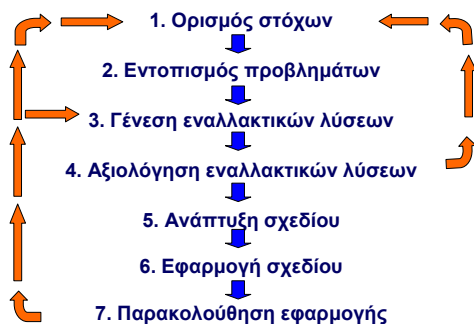 1. Ορισμός στόχων
2. Εντοπισμός προβλημάτων
3. Γένεση εναλλακτικών λύσεων
4. Αξιολόγηση εναλλακτικών λύσεων
5. Ανάπτυξη σχεδίου
6. Εφαρμογή σχεδίου
7. Παρακολούθηση εφαρμογής